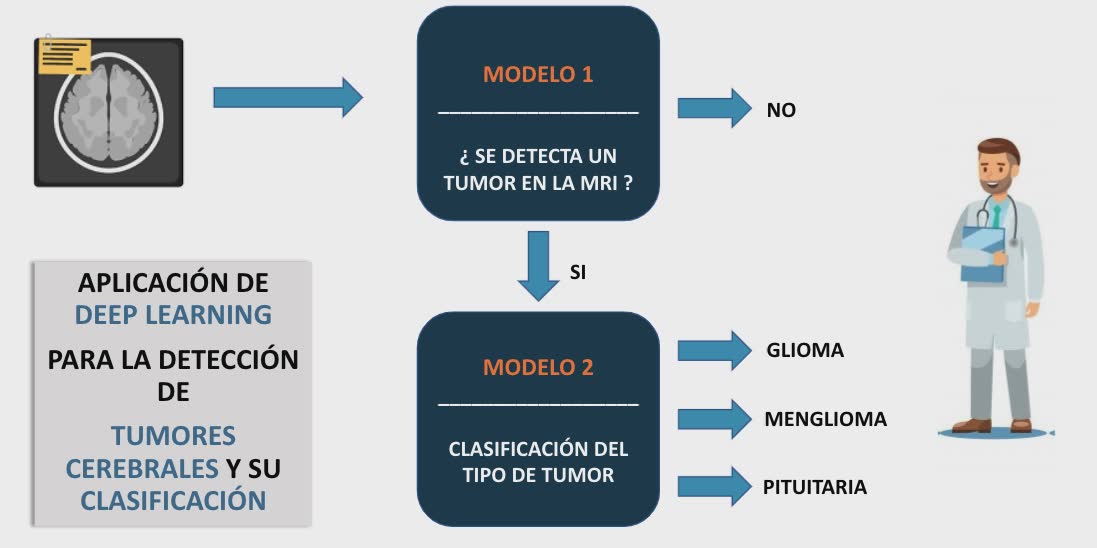 MODELO 1
¿ SE DETECTA UN
TUMOR EN LA MRI ?
NO
SI
APLICACIÓN DE
DEEP LEARNING
PARA LA DETECCIÓN
DE
TUMORES
CEREBRALES Y SU
CLASIFICACIÓN
MODELO 2
CLASIFICACIÓN DEL
TIPO DE TUMOR
GLIOMA
MENGLIOMA
PITUITARIA